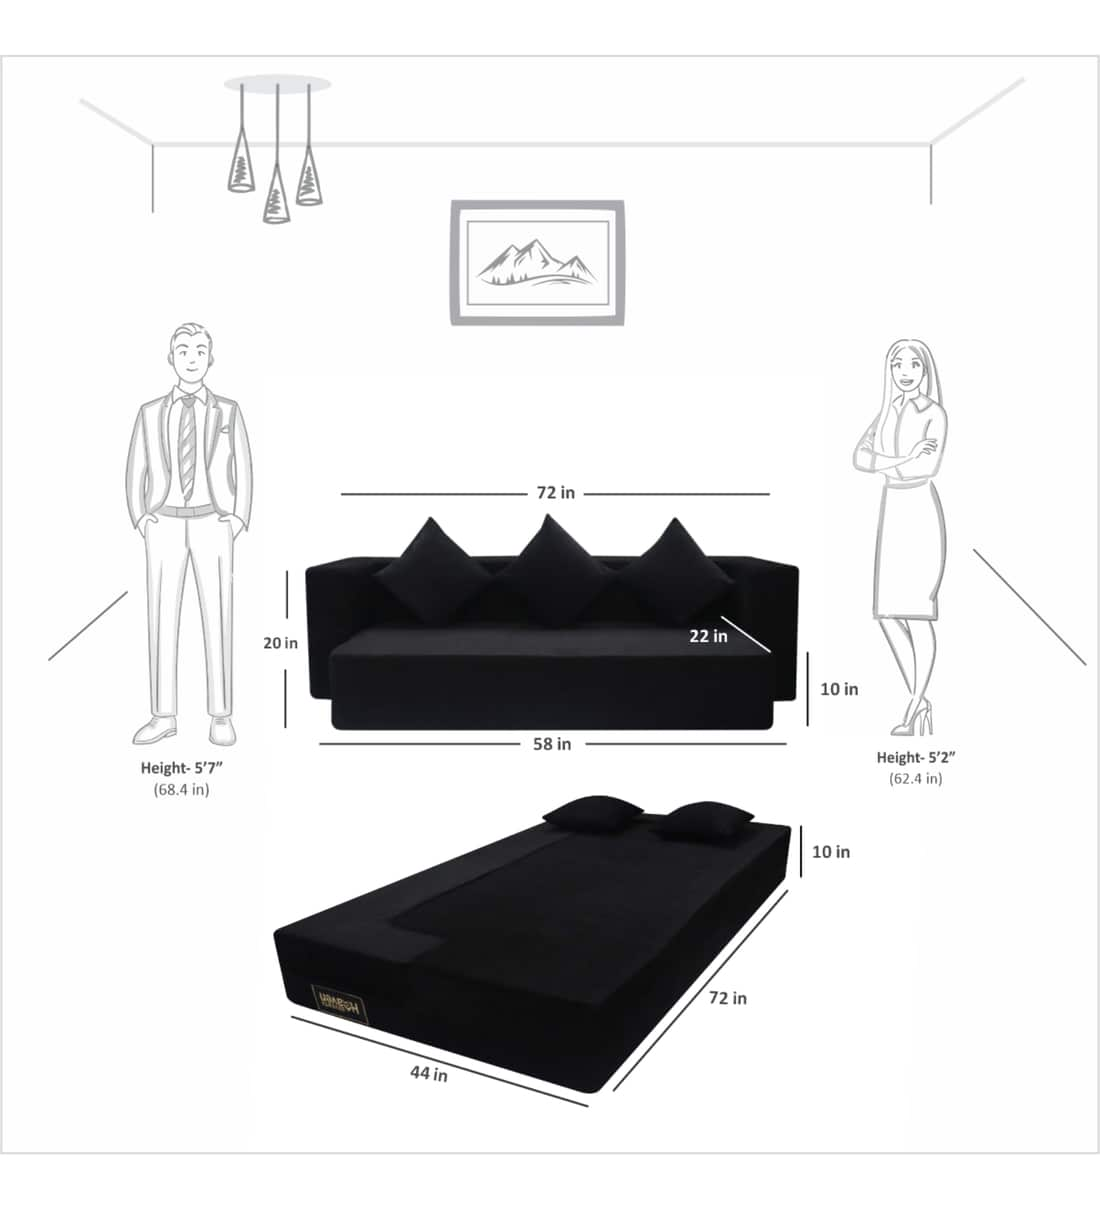 72 in
20 in
22 in
10 in
58 in
Height- 5’7”
(68.4 in)
Height- 5’2”
(62.4 in)
10 in
72 in
44 in